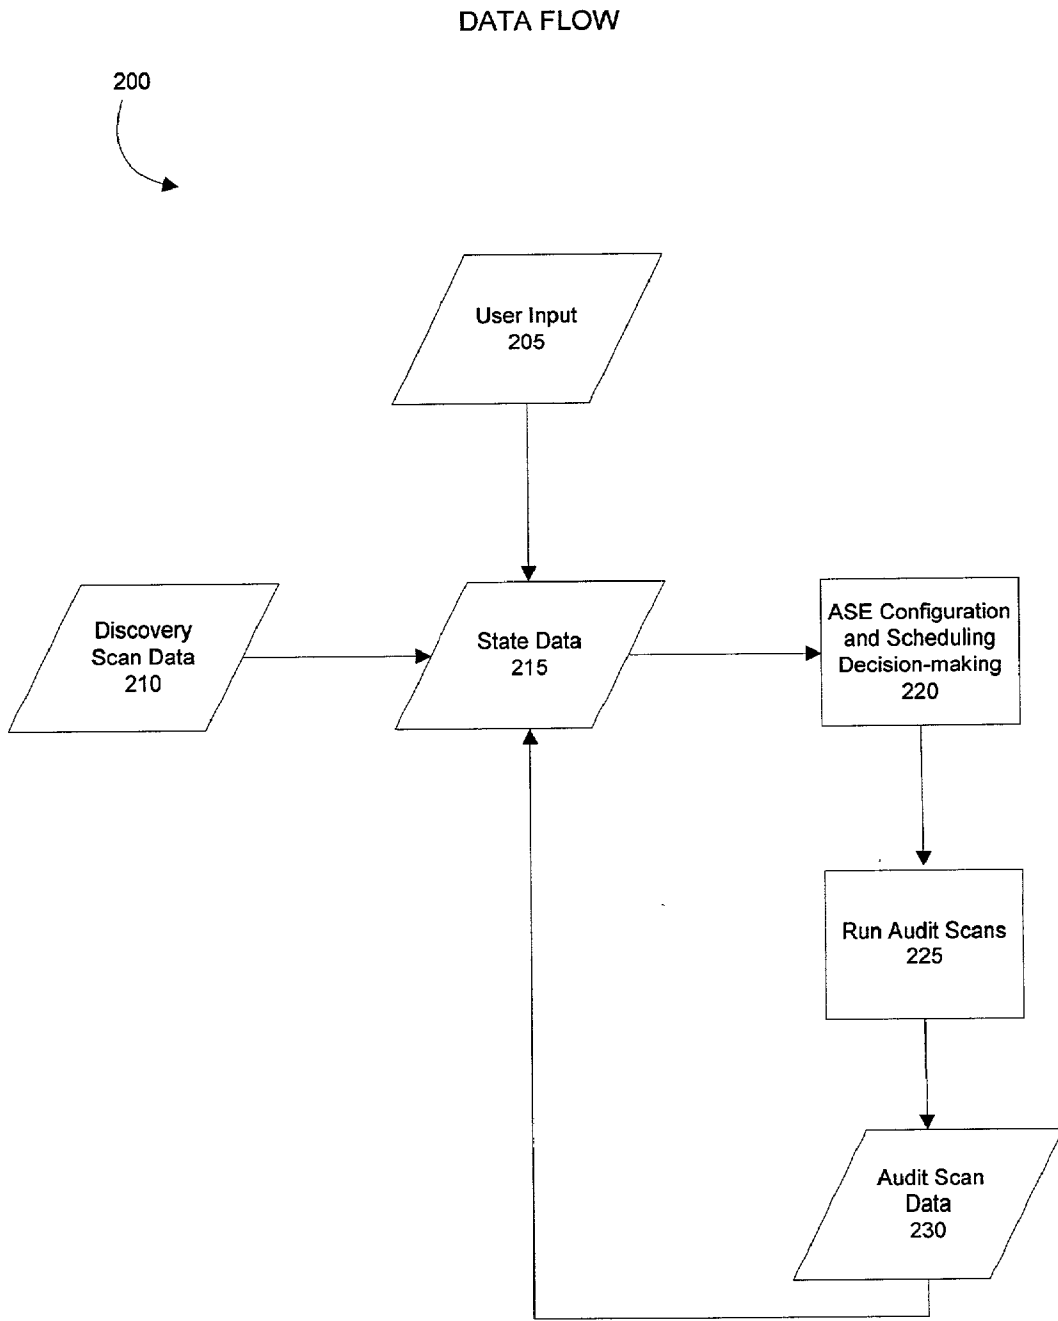 DATA FLOW
200
User Input
205
Discovery
Scan Data
210
State Data
215
ASE Configuration
and Scheduling
Decision-making
220
Run Audit Scans
225
Audit Scan
Data
230